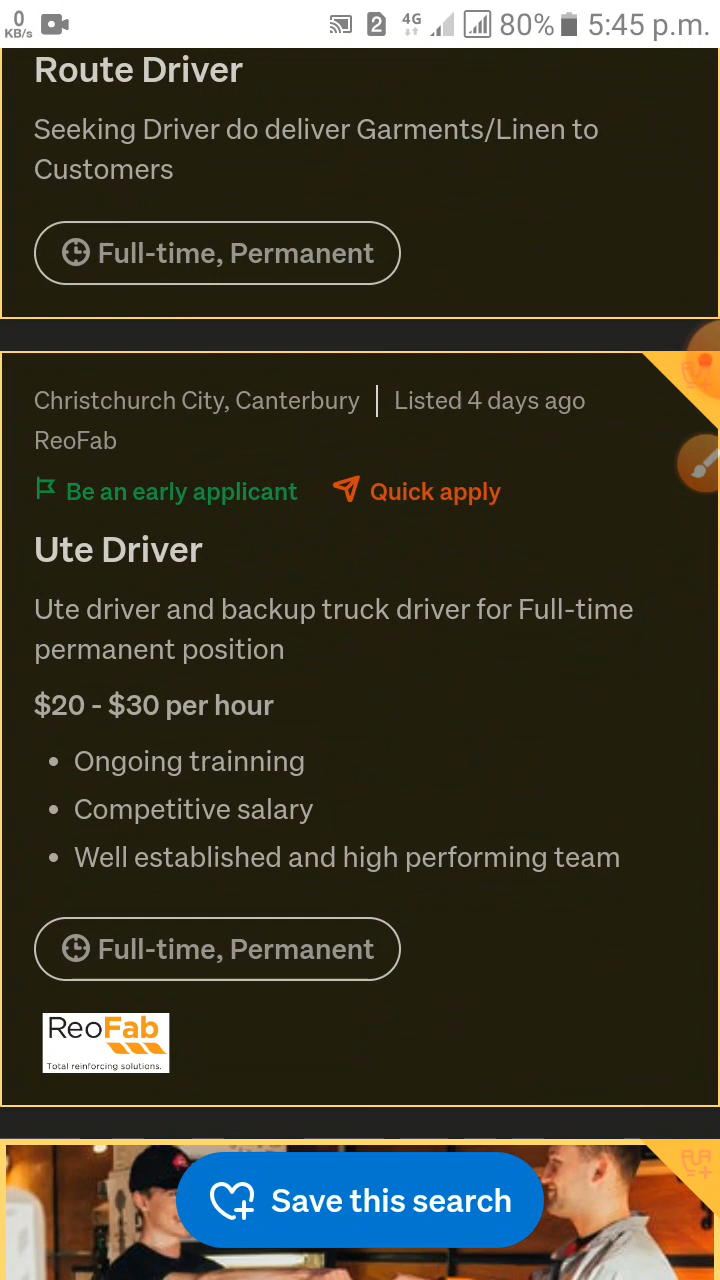 0
KB/s
2
4G
80%
5:45 p.m.
Route Driver
Seeking Driver do deliver Garments/Linen to
Customers
Full-time, Permanent
Christchurch City, Canterbury | Listed 4 days ago
ReoFab
Be an early applicant
Quick apply
Ute Driver
Ute driver and backup truck driver for Full-time
permanent position
$20 - $30 per hour
• Ongoing trainning
• Competitive salary
• Well established and high performing team
Full-time, Permanent
ReoFab
Total reinforcing solutions.
Save this search